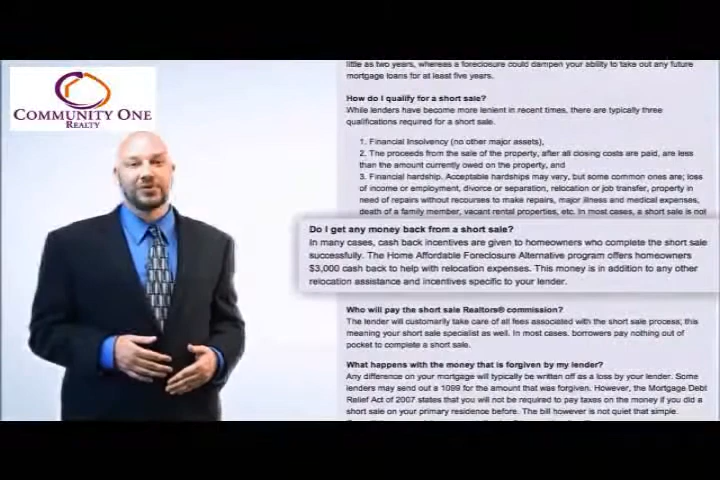 COMMUNITY ONE
REALTY
little as two years, whereas a foreclosure could dampen your ability to take out any future
mortgage loans for at least five years.
How do I qualify for a short sale?
While lenders have become more lenient in recent times, there are typically three
qualifications required for a short sale.
1. Financial Insolvency (no other major assets),
2. The proceeds from the sale of the property, after all closing costs are paid, are less
than the amount currently owed on the property, and
3. Financial hardship. Acceptable hardships may vary, but some common ones are; loss
of income or employment, divorce or separation, relocation or job transfer, property in
need of repairs without recourses to make repairs, major illness and medical expenses,
death of a family member, vacant rental properties, etc. In most cases, a short sale is not
Do I get any money back from a short sale?
In many cases, cash back incentives are given to homeowners who complete the short sale
successfully. The Home Affordable Foreclosure Alternative program offers homeowners
$3,000 cash back to help with relocation expenses. This money is in addition to any other
relocation assistance and incentives specific to your lender.
Who will pay the short sale Realtors® commission?
The lender will customarily take care of all fees associated with the short sale process; this
meaning your short sale specialist as well. In most cases, borrowers pay nothing out of
pocket to complete a short sale.
What happens with the money that is forgiven by my lender?
Any difference on your mortgage will typically be written off as a loss by your lender. Some
lenders may send out a 1099 for the amount that was forgiven. However, the Mortgage Debt
Relief Act of 2007 states that you will not be required to pay taxes on the money if you did a
short sale on your primary residence before. The bill however is not quiet that simple.